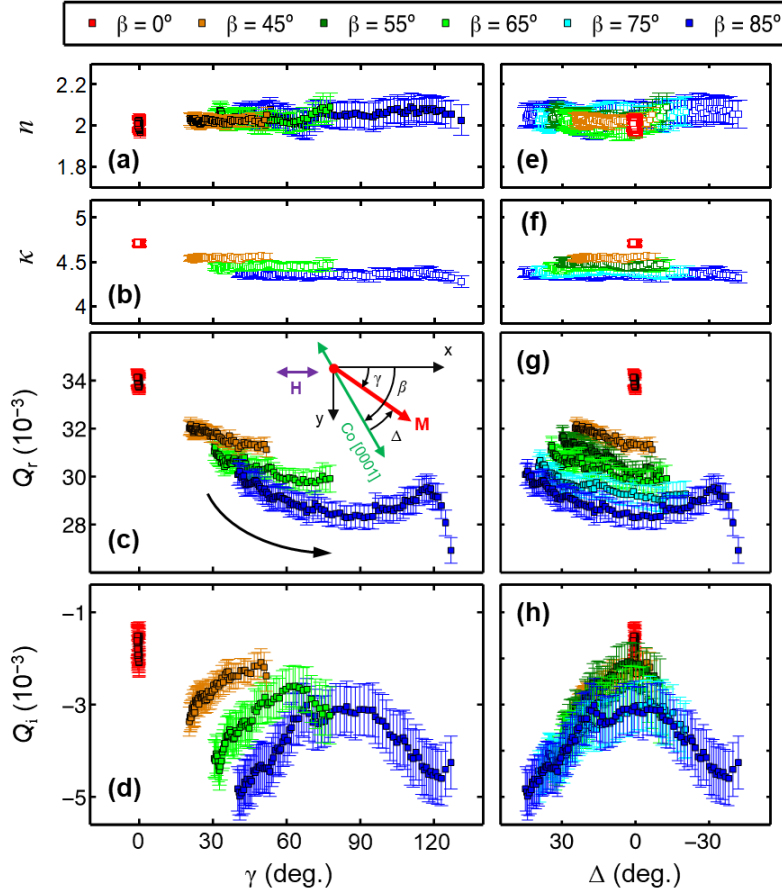 β = 0° β = 45° β = 55° β = 65° β = 75° β = 85°
n
2.2
2
1.8
(a)
(e)
κ
5
4.5
4
(b)
(f)
Q_r (10⁻³)
34
32
30
28
(c)
(g)
H
x
y
γ
β
Δ
M
Co [0001]
Q_i (10⁻³)
−1
−3
−5
(d)
(h)
0 30 60 90 120
30 0 −30
γ (deg.)
Δ (deg.)